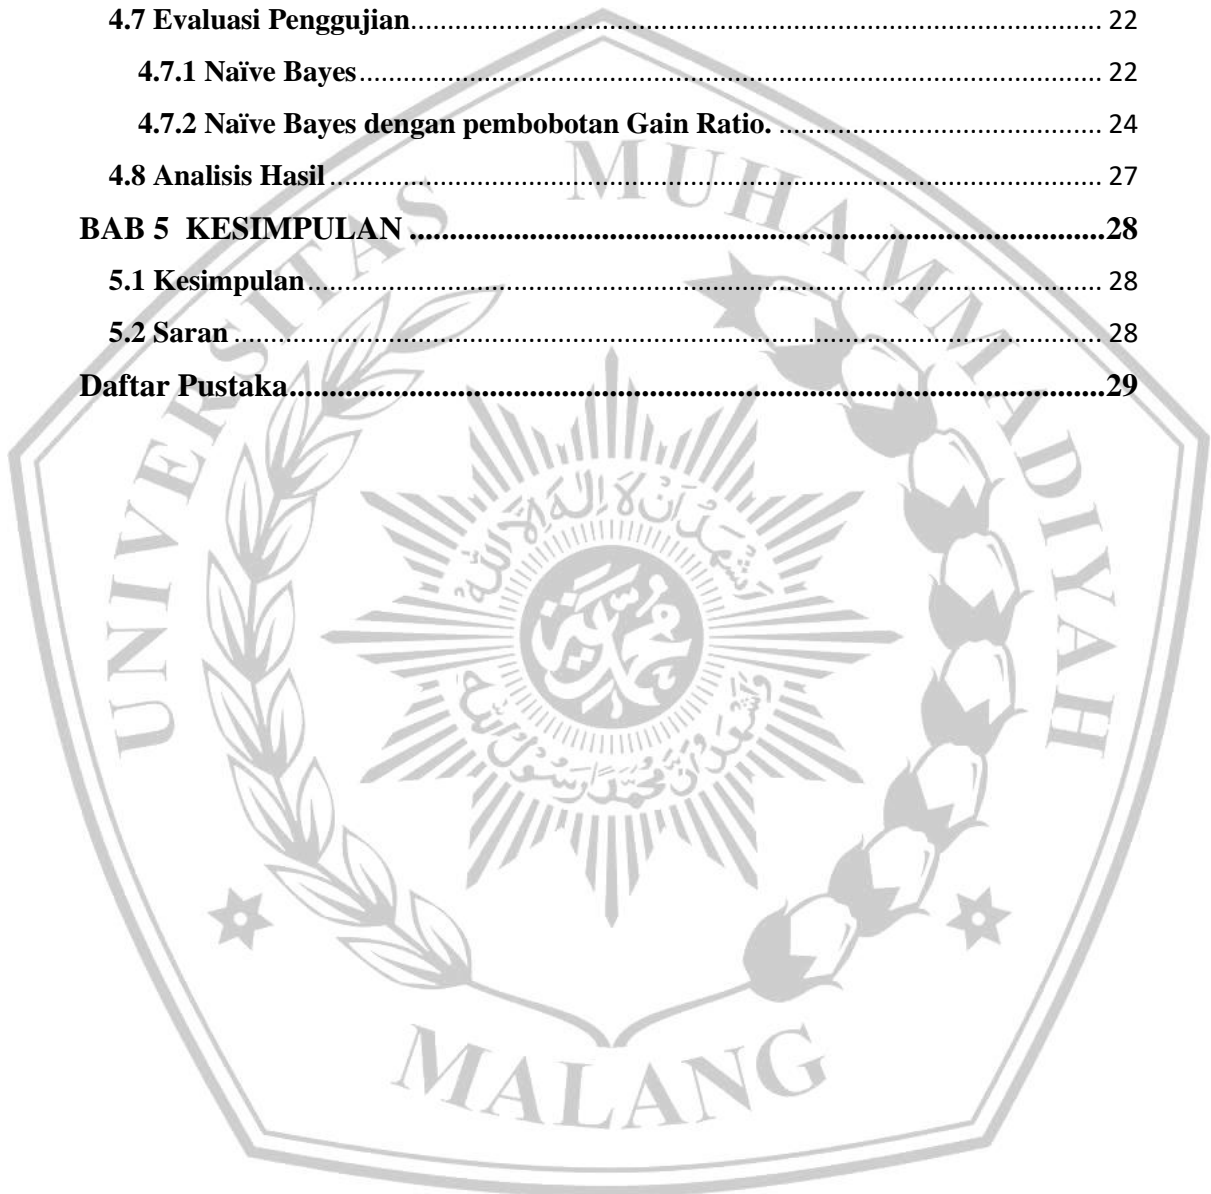 4.7 Evaluasi Penggujian 22
4.7.1 Naïve Bayes 22
4.7.2 Naïve Bayes dengan pembobotan Gain Ratio. 24
4.8 Analisis Hasil 27
BAB 5 KESIMPULAN 28
5.1 Kesimpulan 28
5.2 Saran 28
Daftar Pustaka 29
UNIVERSITAS MUHAMMADIYAH
MALANG